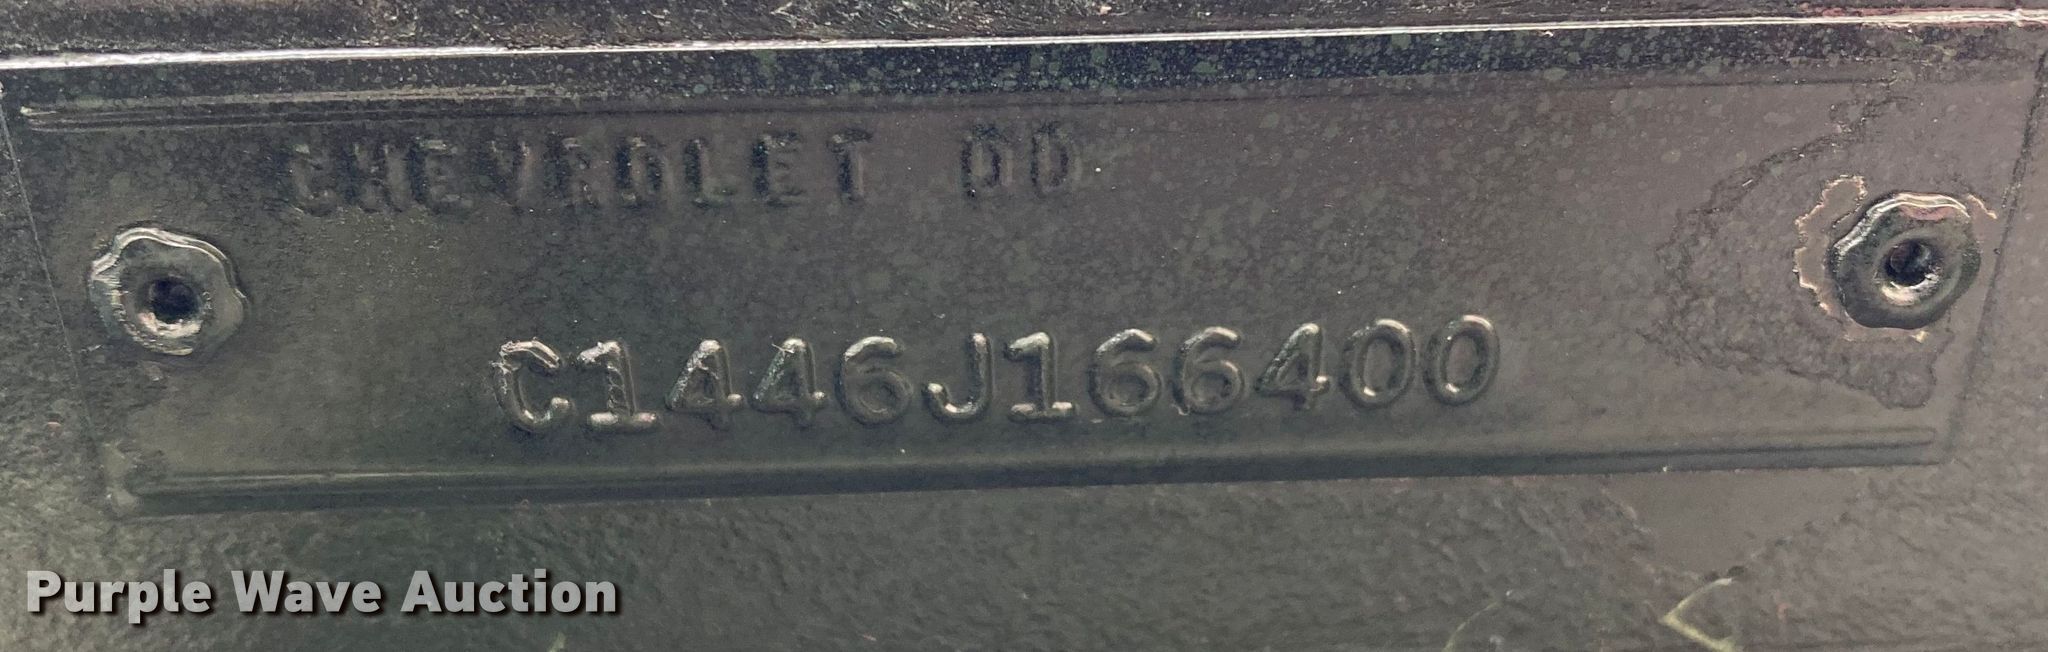 CHEVROLET DD
C1446J166400
Purple Wave Auction